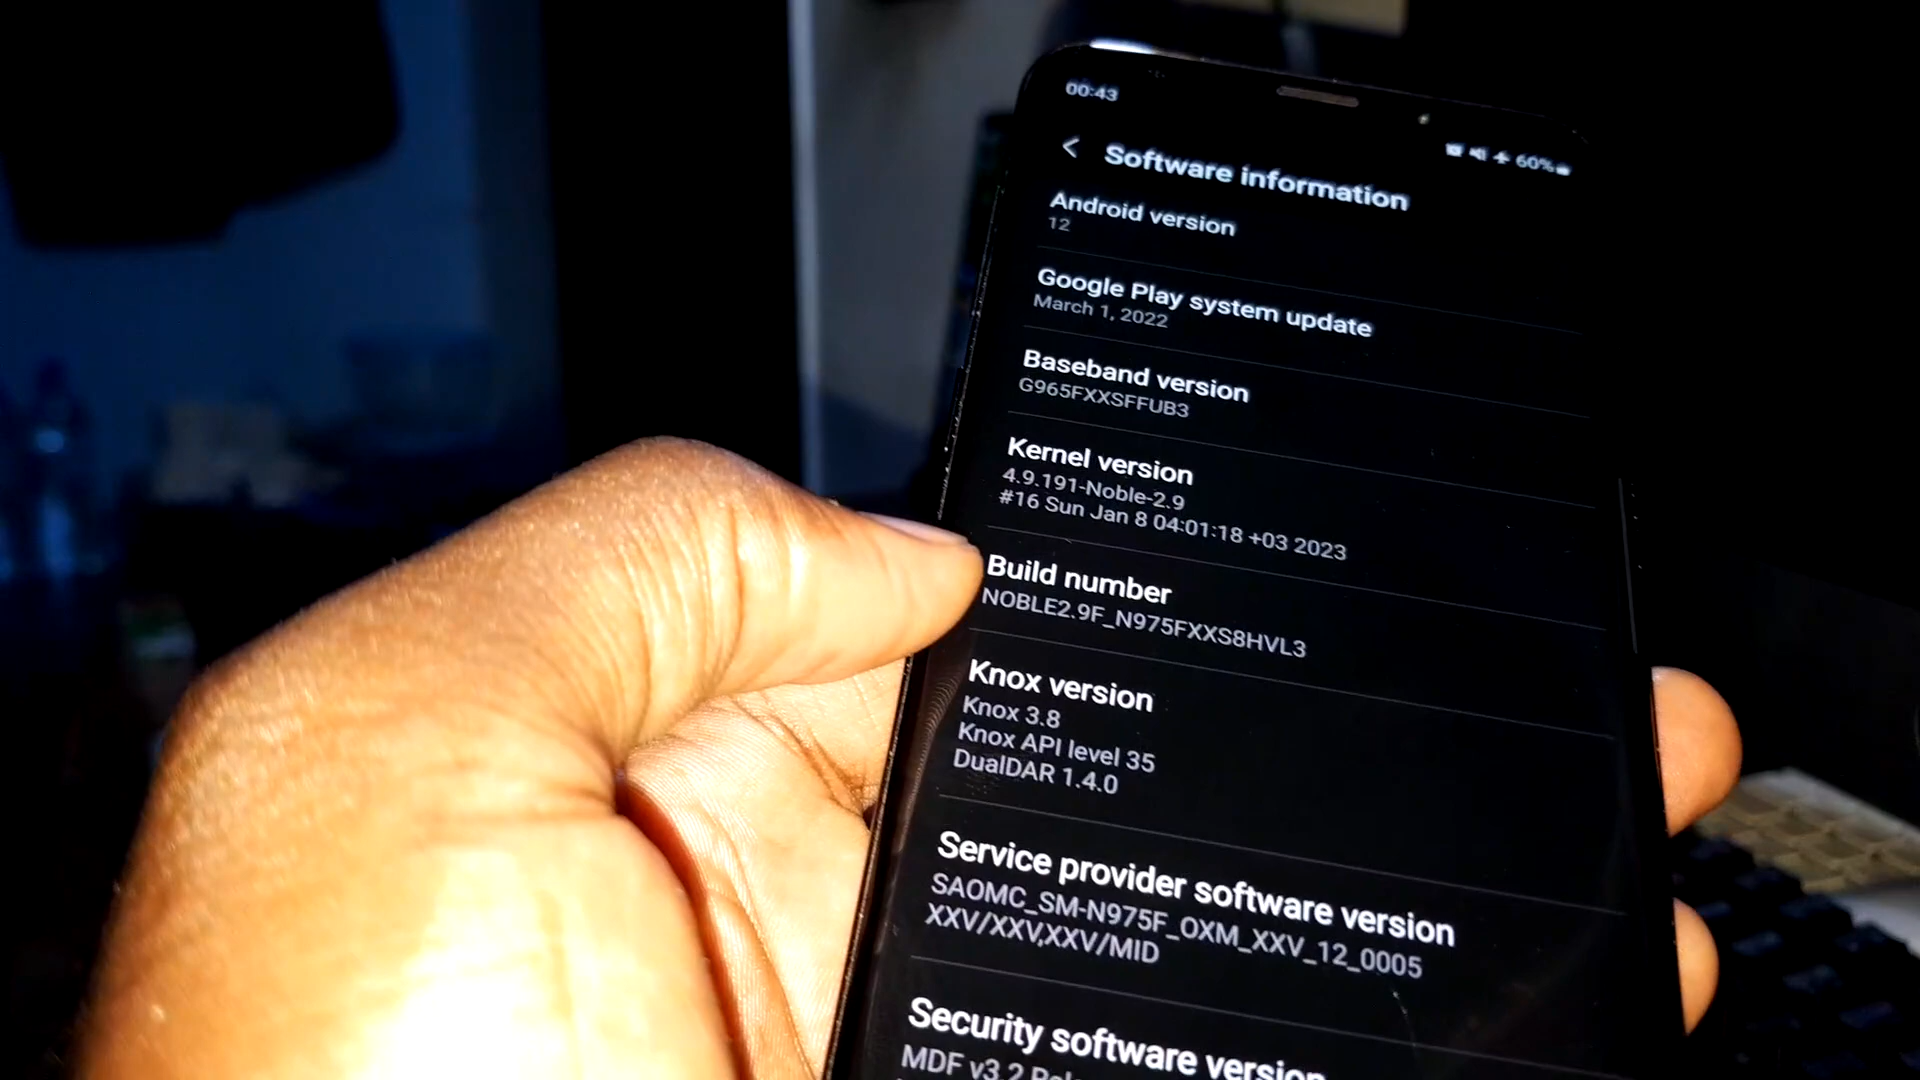 00:43
60%
Software information
Android version
12
Google Play system update
March 1, 2022
Baseband version
G965FXXSFFUB3
Kernel version
4.9.191-Noble-2.9
#16 Sun Jan 8 04:01:18 +03 2023
Build number
NOBLE2.9F_N975FXXS8HVL3
Knox version
Knox 3.8
Knox API level 35
DualDAR 1.4.0
Service provider software version
SAOMC_SM-N975F_OXM_XXV_12_0005
XXV/XXV,XXV/MID
Security software version
MDF v3.2